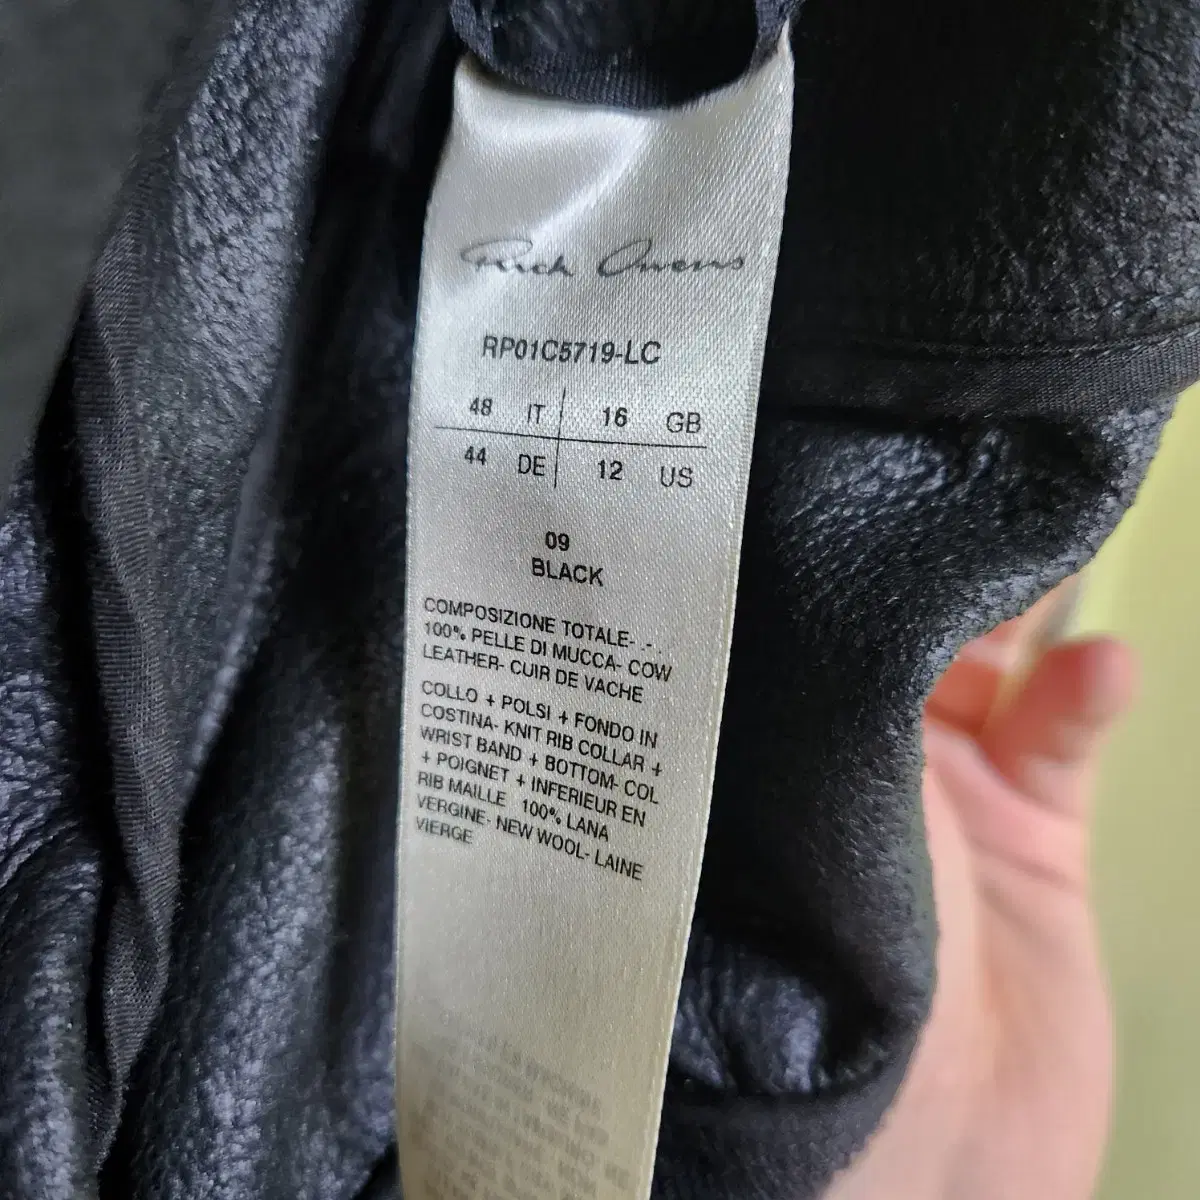 Rick Owens
RP01C5719-LC
48 IT 16 GB
44 DE 12 US
09
BLACK
COMPOSIZIONE TOTALE- .- . .
100% PELLE DI MUCCA- COW
LEATHER- CUIR DE VACHE
COLLO + POLSI + FONDO IN
COSTINA- KNIT RIB COLLAR +
WRIST BAND + BOTTOM- COL
+ POIGNET + INFERIEUR EN
RIB MAILLE 100% LANA
VERGINE- NEW WOOL- LAINE
VIERGE